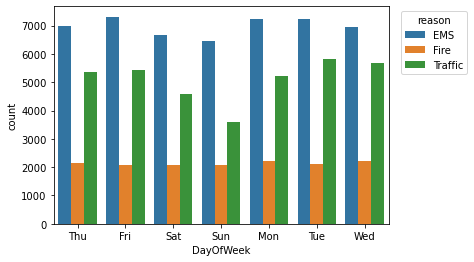 7000
6000
5000
4000
3000
2000
1000
0
count
Thu Fri Sat Sun Mon Tue Wed
DayOfWeek
reason
EMS
Fire
Traffic